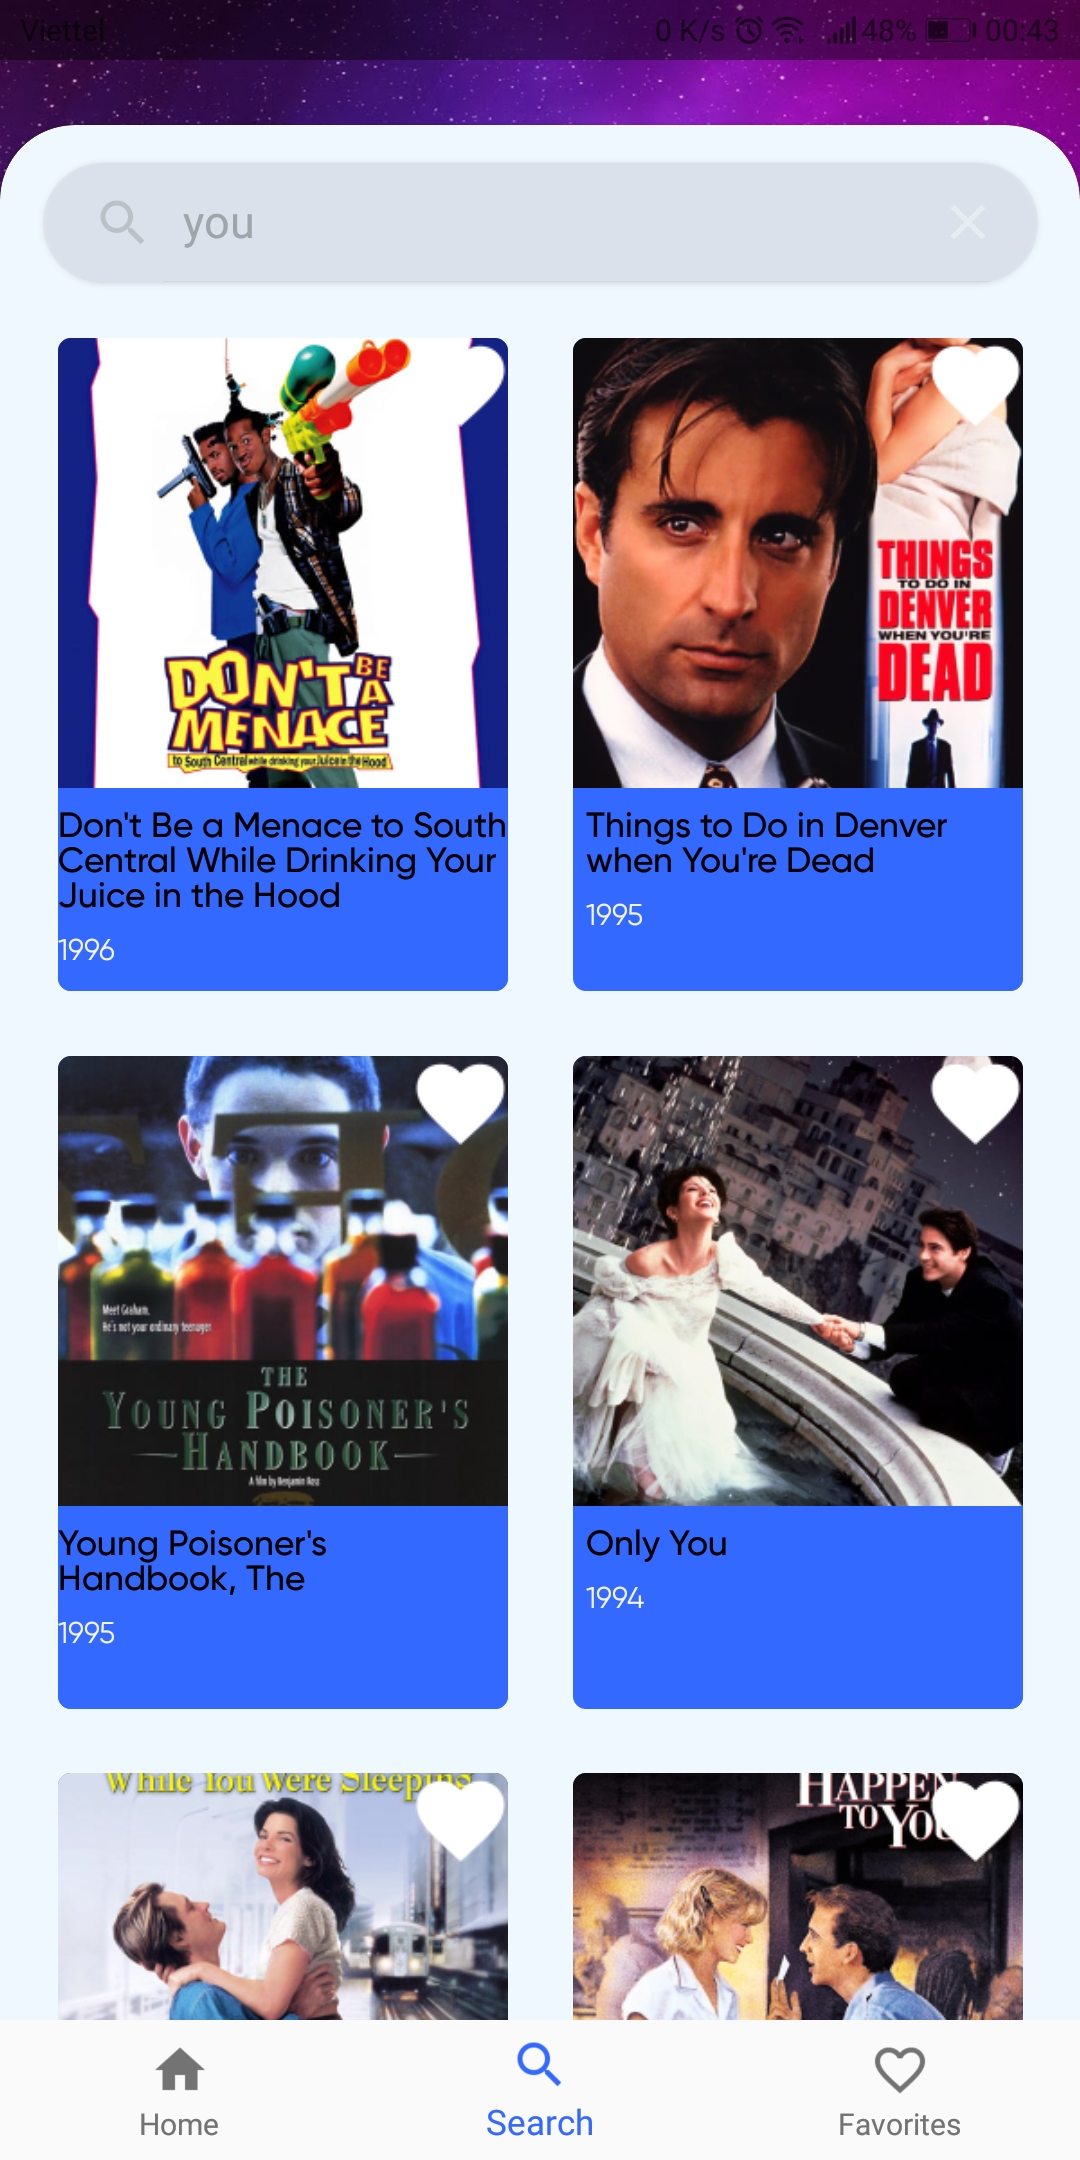 Viettel
0 K/s 48% 00:43
you
DON'T BE A
MENACE
to South Central while drinking your Juice in the Hood
THINGS
TO DO IN
DENVER
WHEN YOU'RE
DEAD
Don't Be a Menace to South
Central While Drinking Your
Juice in the Hood
1996
Things to Do in Denver
when You're Dead
1995
Meet Graham.
He's not your ordinary teenager
THE
YOUNG POISONER'S
HANDBOOK
A film by Benjamin Ross
Young Poisoner's
Handbook, The
1995
Only You
1994
While You Were Sleeping
HAPPEN
TO YOU
Home
Search
Favorites